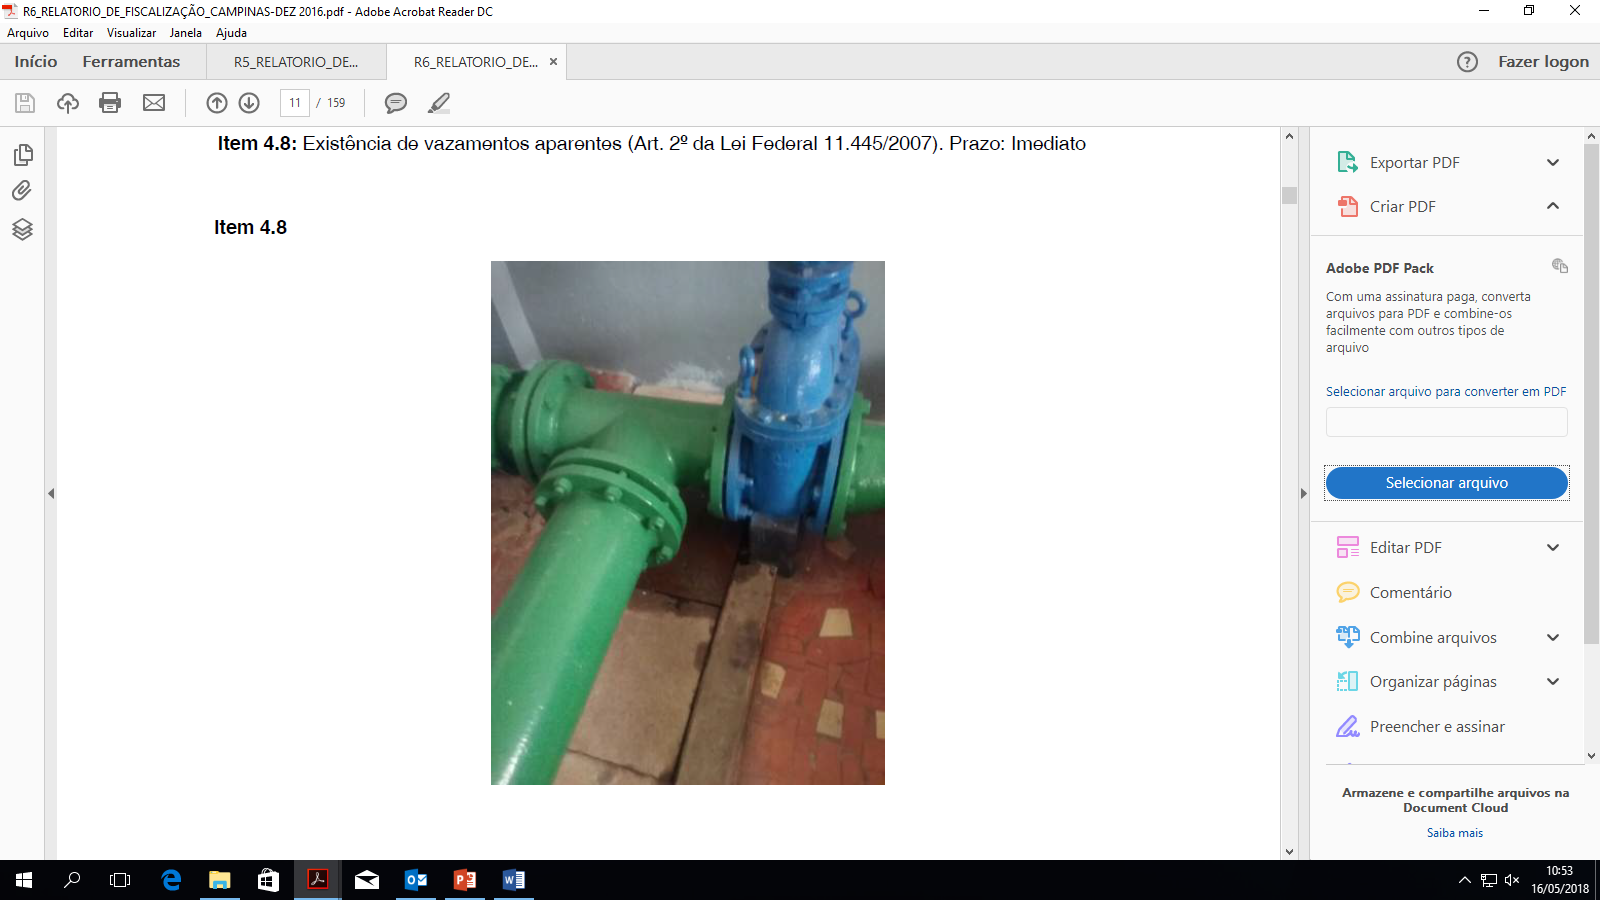 R6_RELATORIO_DE_FISCALIZAÇÃO_CAMPINAS-DEZ 2016.pdf - Adobe Acrobat Reader DC
Arquivo Editar Visualizar Janela Ajuda
Início Ferramentas R5_RELATORIO_DE... R6_RELATORIO_DE... Fazer logon
11 / 159
Item 4.8: Existência de vazamentos aparentes (Art. 2º da Lei Federal 11.445/2007). Prazo: Imediato
Item 4.8
Exportar PDF
Criar PDF
Adobe PDF Pack
Com uma assinatura paga, converta
arquivos para PDF e combine-os
facilmente com outros tipos de
arquivo
Selecionar arquivo para converter em PDF
Selecionar arquivo
Editar PDF
Comentário
Combine arquivos
Organizar páginas
Preencher e assinar
Armazene e compartilhe arquivos na
Document Cloud
Saiba mais
10:53
16/05/2018